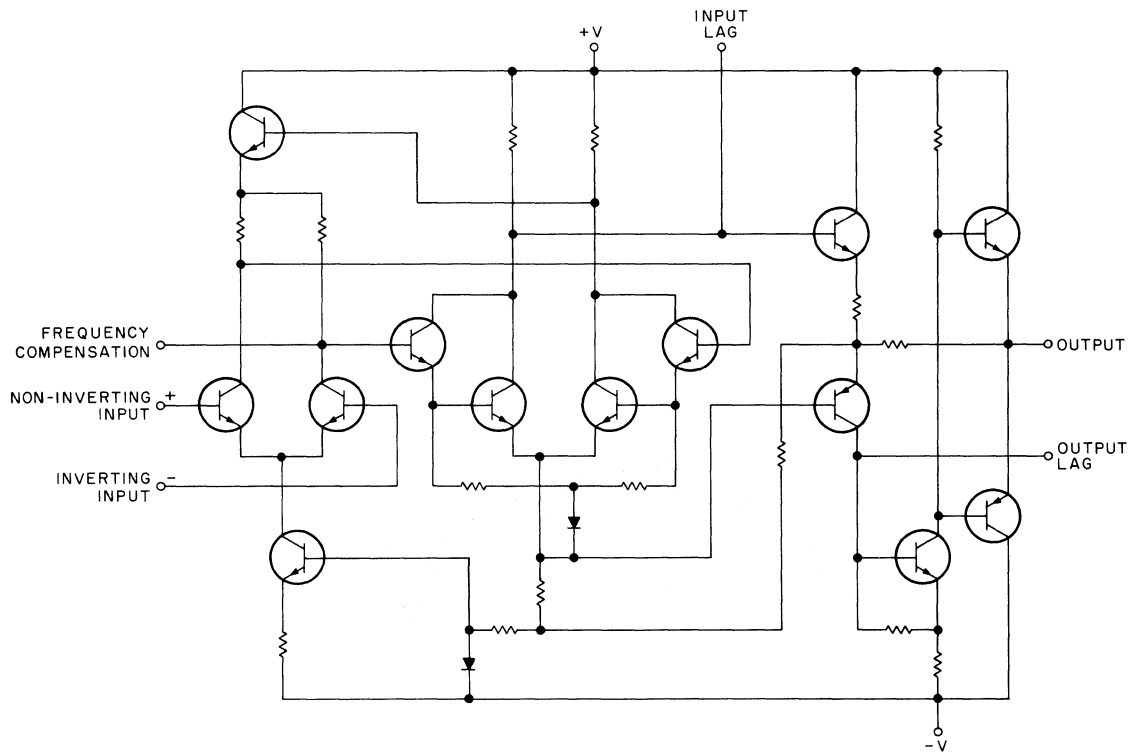 INPUT
LAG
+V
FREQUENCY
COMPENSATION
NON-INVERTING +
INPUT
INVERTING −
INPUT
OUTPUT
OUTPUT
LAG
−V